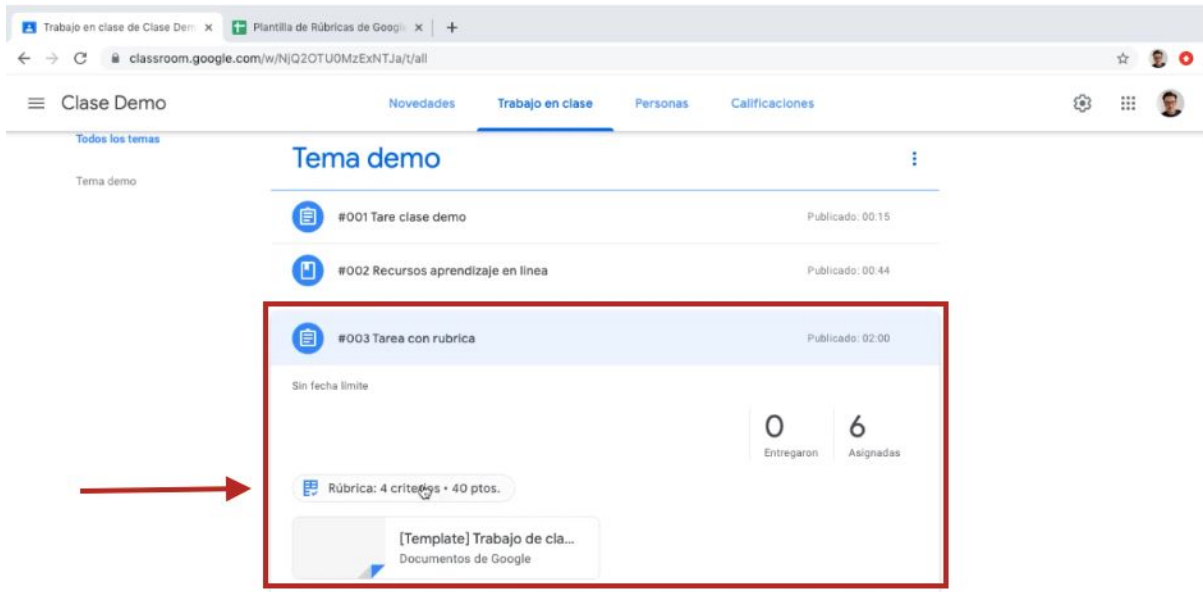 Trabajo en clase de Clase Dem
Plantilla de Rúbricas de Googl
classroom.google.com/w/NjQ2OTU0MzExNTJa/t/all
Clase Demo
Novedades Trabajo en clase Personas Calificaciones
Todos los temas
Tema demo
Tema demo
#001 Tare clase demo Publicado: 00:15
#002 Recursos aprendizaje en linea Publicado: 00:44
#003 Tarea con rubrica Publicado: 02:00
Sin fecha límite
0 6
Entregaron Asignadas
Rúbrica: 4 criterios • 40 ptos.
[Template] Trabajo de cla...
Documentos de Google